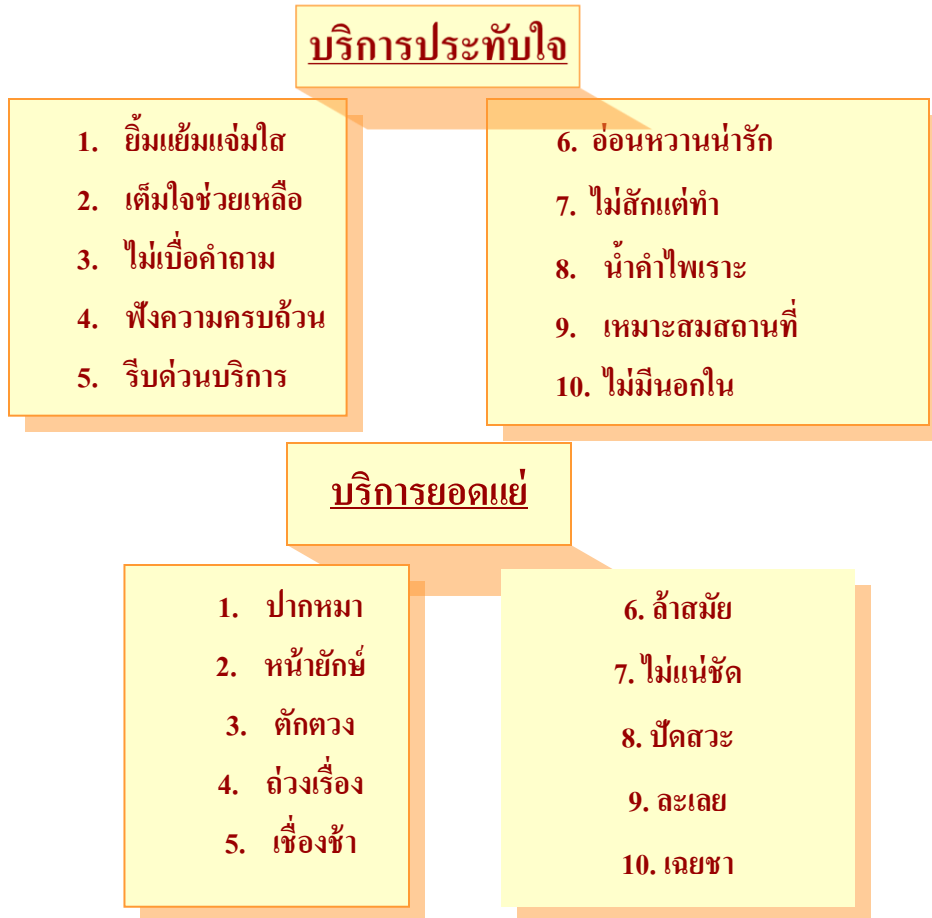 บริการประทับใจ
1. ยิ้มแย้มแจ่มใส
2. เต็มใจช่วยเหลือ
3. ไม่เบื่อคำถาม
4. ฟังความครบถ้วน
5. รีบด่วนบริการ
6. อ่อนหวานน่ารัก
7. ไม่สักแต่ทำ
8. น้ำคำไพเราะ
9. เหมาะสมสถานที่
10. ไม่มีนอกใน
บริการยอดแย่
1. ปากหมา
2. หน้ายักษ์
3. ตักตวง
4. ถ่วงเรื่อง
5. เชื่องช้า
6. ล้าสมัย
7. ไม่แน่ชัด
8. ปัดสวะ
9. ละเลย
10. เฉยชา